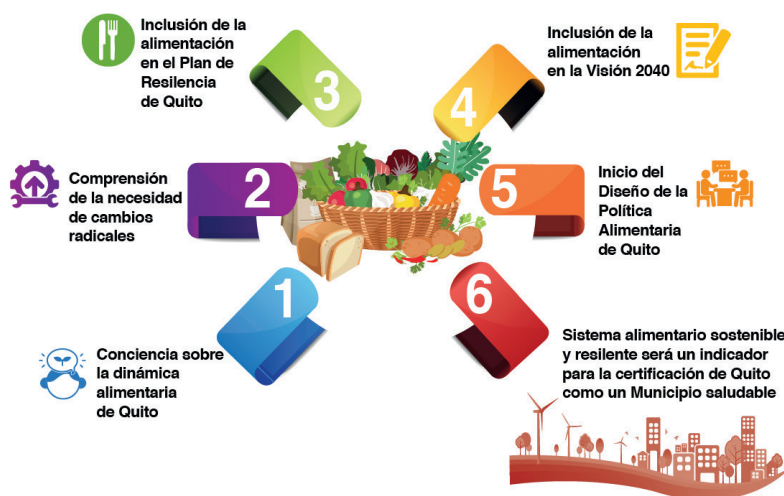 1
Conciencia sobre
la dinámica
alimentaria
de Quito
2
Comprensión
de la necesidad
de cambios
radicales
3
Inclusión de la
alimentación
en el Plan de
Resilencia
de Quito
4
Inclusión de la
alimentación
en la Visión 2040
5
Inicio del
Diseño de la
Política
Alimentaria
de Quito
6
Sistema alimentario sostenible
y resilente será un indicador
para la certificación de Quito
como un Municipio saludable